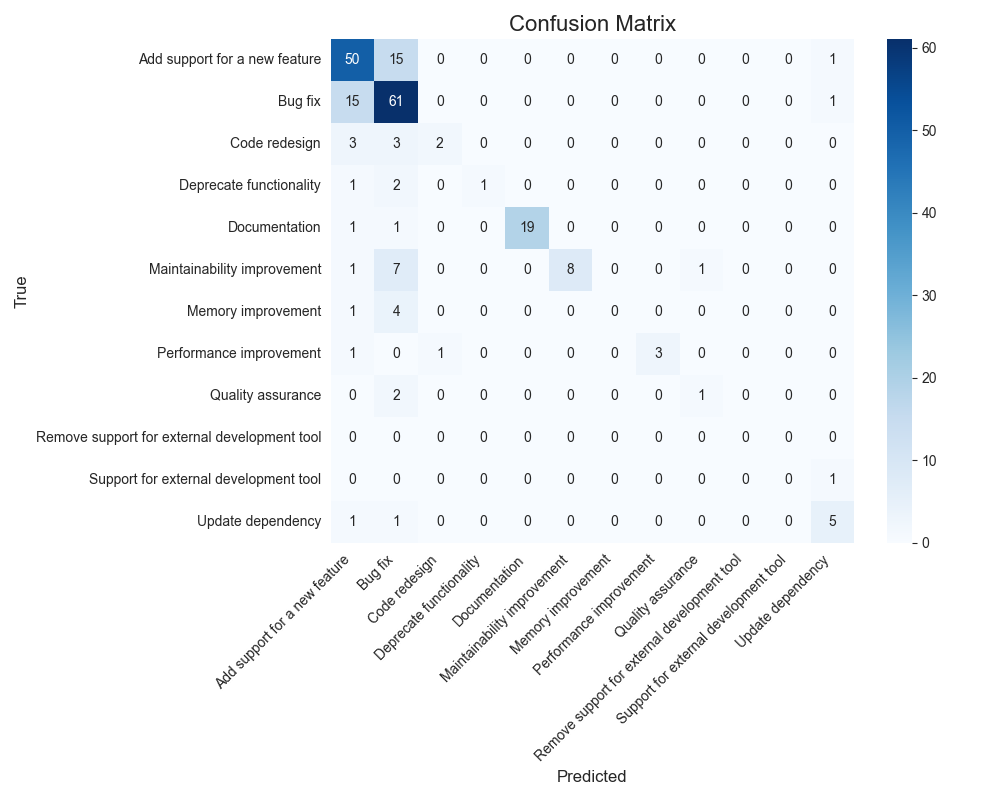 Confusion Matrix
Add support for a new feature 50 15 0 0 0 0 0 0 0 0 0 1
Bug fix 15 61 0 0 0 0 0 0 0 0 0 1
Code redesign 3 3 2 0 0 0 0 0 0 0 0 0
Deprecate functionality 1 2 0 1 0 0 0 0 0 0 0 0
Documentation 1 1 0 0 19 0 0 0 0 0 0 0
Maintainability improvement 1 7 0 0 0 8 0 0 1 0 0 0
Memory improvement 1 4 0 0 0 0 0 0 0 0 0 0
Performance improvement 1 0 1 0 0 0 0 3 0 0 0 0
Quality assurance 0 2 0 0 0 0 0 0 1 0 0 0
Remove support for external development tool 0 0 0 0 0 0 0 0 0 0 0 0
Support for external development tool 0 0 0 0 0 0 0 0 0 0 0 1
Update dependency 1 1 0 0 0 0 0 0 0 0 0 5
True
Add support for a new feature
Bug fix
Code redesign
Deprecate functionality
Documentation
Maintainability improvement
Memory improvement
Performance improvement
Quality assurance
Remove support for external development tool
Support for external development tool
Update dependency
Predicted
60
50
40
30
20
10
0